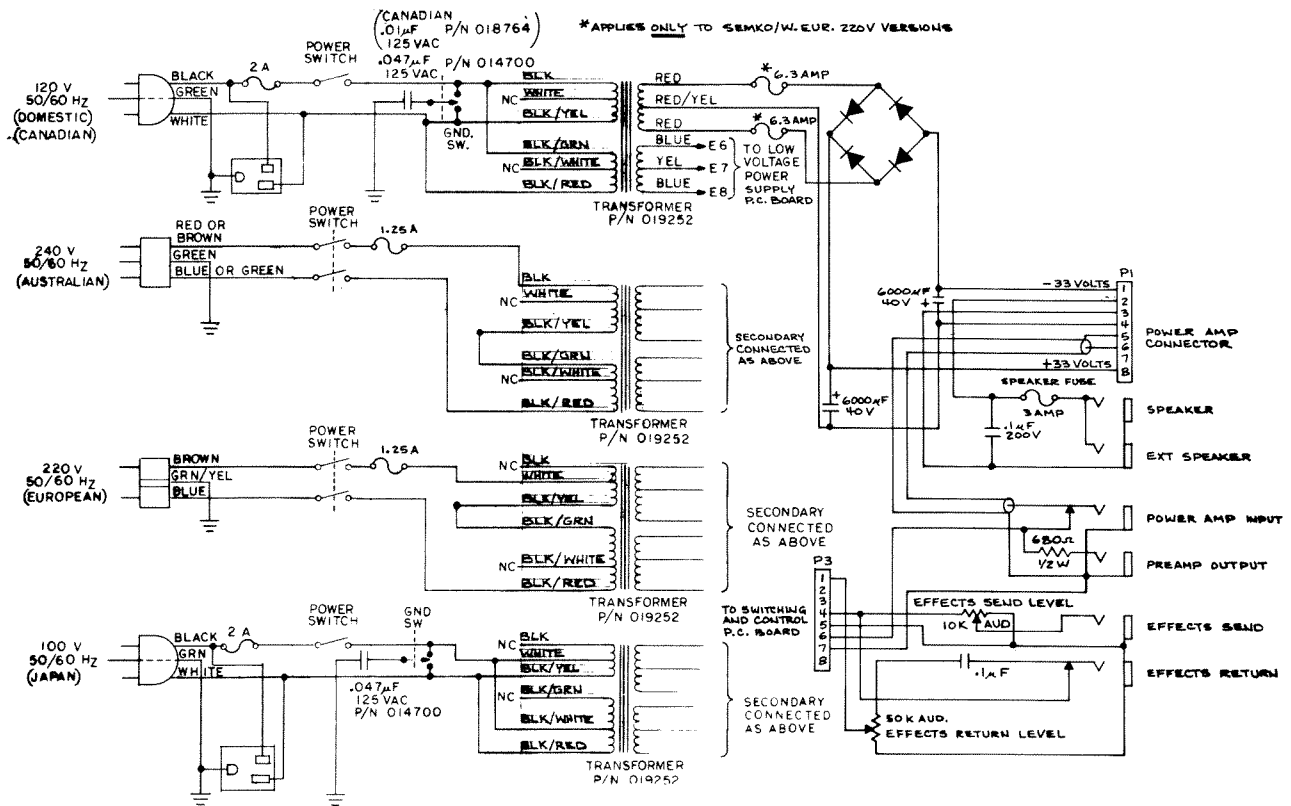 (CANADIAN
.01µF P/N 018764)
125 VAC
.047µF P/N 014700
125 VAC
*APPLIES ONLY TO SEMKO/W. EUR. 220V VERSIONS
120 V
50/60 HZ
(DOMESTIC)
(CANADIAN)
BLACK
GREEN
WHITE
2 A
POWER
SWITCH
GND.
SW.
BLK
NC WHITE
BLK/YEL
BLK/GRN
NC BLK/WHITE
BLK/RED
TRANSFORMER
P/N 019252
RED
RED/YEL
RED
BLUE
YEL
BLUE
* 6.3 AMP
* 6.3 AMP
E6
E7
E8
TO LOW
VOLTAGE
POWER
SUPPLY
P.C. BOARD
240 V
50/60 HZ
(AUSTRALIAN)
RED OR
BROWN
GREEN
BLUE OR GREEN
POWER
SWITCH
1.25A
BLK
NC WHITE
BLK/YEL
BLK/GRN
NC BLK/WHITE
BLK/RED
TRANSFORMER
P/N 019252
SECONDARY
CONNECTED
AS ABOVE
6000µF
40V +
+ 6000µF
40V
-33 VOLTS
+33 VOLTS
P1
1
2
3
4
5
6
7
8
POWER AMP
CONNECTOR
SPEAKER FUSE
3 AMP
.1µF
200V
SPEAKER
EXT SPEAKER
220 V
50/60 HZ
(EUROPEAN)
BROWN
GRN/YEL
BLUE
POWER
SWITCH
1.25A
NC BLK
WHITE
BLK/YEL
BLK/GRN
NC BLK/WHITE
BLK/RED
TRANSFORMER
P/N 019252
SECONDARY
CONNECTED
AS ABOVE
POWER AMP INPUT
680Ω
1/2 W
PREAMP OUTPUT
P3
1
2
3
4
5
6
7
8
TO SWITCHING
AND CONTROL
P.C. BOARD
EFFECTS SEND LEVEL
10K AUD
EFFECTS SEND
.1µF
EFFECTS RETURN
50K AUD.
EFFECTS RETURN LEVEL
100 V
50/60 HZ
(JAPAN)
BLACK
GRN
WHITE
2 A
POWER
SWITCH
GND
SW
.047µF
125 VAC
P/N 014700
NC BLK
WHITE
BLK/YEL
NC BLK/GRN
BLK/WHITE
BLK/RED
TRANSFORMER
P/N 019252
SECONDARY
CONNECTED
AS ABOVE